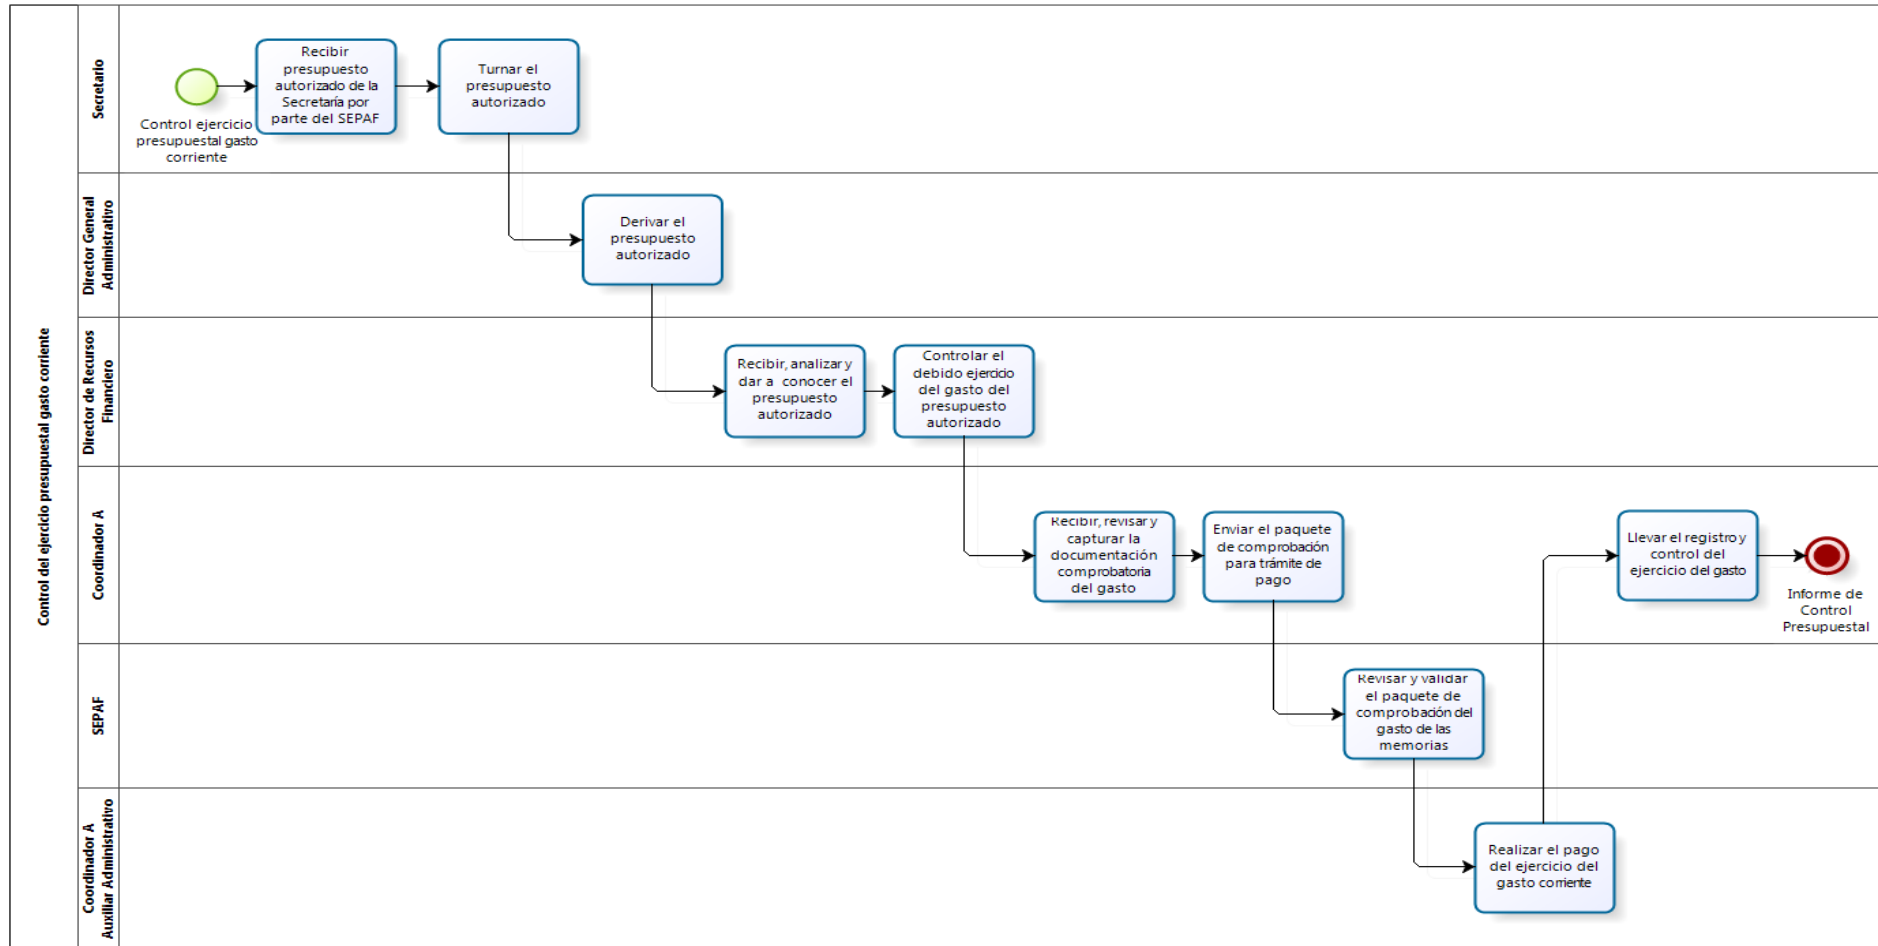 Control del ejercicio presupuestal gasto corriente
Secretario
Control ejercicio
presupuestal gasto
corriente
Recibir
presupuesto
autorizado de la
Secretaría por
parte del SEPAF
Turnar el
presupuesto
autorizado
Director General
Administrativo
Derivar el
presupuesto
autorizado
Director de Recursos
Financiero
Recibir, analizar y
dar a conocer el
presupuesto
autorizado
Controlar el
debido ejercicio
del gasto del
presupuesto
autorizado
Coordinador A
Recibir, revisar y
capturar la
documentación
comprobatoria
del gasto
Enviar el paquete
de comprobación
para trámite de
pago
Llevar el registro y
control del
ejercicio del gasto
Informe de
Control
Presupuestal
SEPAF
Revisar y validar
el paquete de
comprobación del
gasto de las
memorias
Coordinador A
Auxiliar Administrativo
Realizar el pago
del ejercicio del
gasto corriente